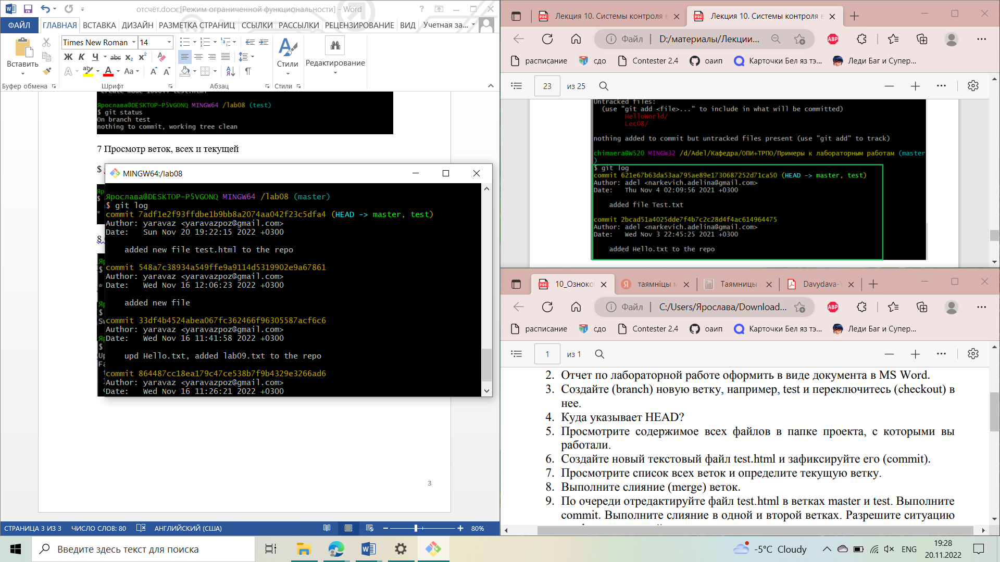 отсчёт.docx [Режим ограниченной функциональности] - Word
ФАЙЛ ГЛАВНАЯ ВСТАВКА ДИЗАЙН РАЗМЕТКА СТРАНИЦ ССЫЛКИ РАССЫЛКИ РЕЦЕНЗИРОВАНИЕ ВИД Учетная за...
Times New Roman 14
Вставить
Ж К Ч abc x₂ x²
Aa
Стили
Редактирование
Буфер обмена Шрифт Абзац Стили
create mode 100644 test.html
Ярослава@DESKTOP-P5VGONQ MINGW64 /lab08 (test)
$ git status
On branch test
nothing to commit, working tree clean
7 Просмотр веток, всех и текущей
$
8
MINGW64:/lab08
Ярослава@DESKTOP-P5VGONQ MINGW64 /lab08 (master)
$ git log
commit 7adf1e2f93ffdbe1b9bb8a2074aa042f23c5dfa4 (HEAD -> master, test)
Author: yaravaz <yaravazpoz@gmail.com>
Date:   Sun Nov 20 19:22:15 2022 +0300
added new file test.html to the repo
commit 548a7c38934a549ffe9a9114d5319902e9a67861
Author: yaravaz <yaravazpoz@gmail.com>
Date:   Wed Nov 16 12:06:23 2022 +0300
added new file
commit 33df4b4524abea067fc362466f96305587acf6c6
Author: yaravaz <yaravazpoz@gmail.com>
Date:   Wed Nov 16 11:41:58 2022 +0300
upd Hello.txt, added lab09.txt to the repo
commit 864487cc18ea179c47ce538b7f9b4329e3266ad6
Author: yaravaz <yaravazpoz@gmail.com>
Date:   Wed Nov 16 11:26:21 2022 +0300
3
СТРАНИЦА 3 ИЗ 3 ЧИСЛО СЛОВ: 80 АНГЛИЙСКИЙ (США) 80%
Лекция 10. Системы контроля в Лекция 10. Системы контроля в
Файл D:/материалы/Лекции... ABP
расписание сдо Contester 2.4 оаип Карточки Бел яз тэ... Леди Баг и Супер...
23 из 25
Untracked files:
(use "git add <file>..." to include in what will be committed)
HelloWorld/
Lec08/
nothing added to commit but untracked files present (use "git add" to track)
chimaera@W520 MINGW32 /d/Adel/Кафедра/ОПИ+ТРПО/Примеры к лабораторным работам (master
)
$ git log
commit 621e67b63da53aa795ae89e1730687252d71ca50 (HEAD -> master, test)
Author: adel <narkevich.adelina@gmail.com>
Date:   Thu Nov 4 02:09:56 2021 +0300
added file Test.txt
commit 2bcad51a4025dde7f4b7c2c28d4f4ac614964475
Author: adel <narkevich.adelina@gmail.com>
Date:   Wed Nov 3 22:45:25 2021 +0300
added Hello.txt to the repo
10_Ознако таямніцы м Таямницы Davydava-
Файл C:/Users/Ярослава/Download... ABP
расписание сдо Contester 2.4 оаип Карточки Бел яз тэ... Леди Баг и Супер...
1 из 1
2. Отчет по лабораторной работе оформить в виде документа в MS Word.
3. Создайте (branch) новую ветку, например, test и переключитесь (checkout) в
нее.
4. Куда указывает HEAD?
5. Просмотрите содержимое всех файлов в папке проекта, с которыми вы
работали.
6. Создайте новый текстовый файл test.html и зафиксируйте его (commit).
7. Просмотрите список всех веток и определите текущую ветку.
8. Выполните слияние (merge) веток.
9. По очереди отредактируйте файл test.html в ветках master и test. Выполните
commit. Выполните слияние в одной и второй ветках. Разрешите ситуацию
Введите здесь текст для поиска
-5°C Cloudy ENG 19:28
20.11.2022